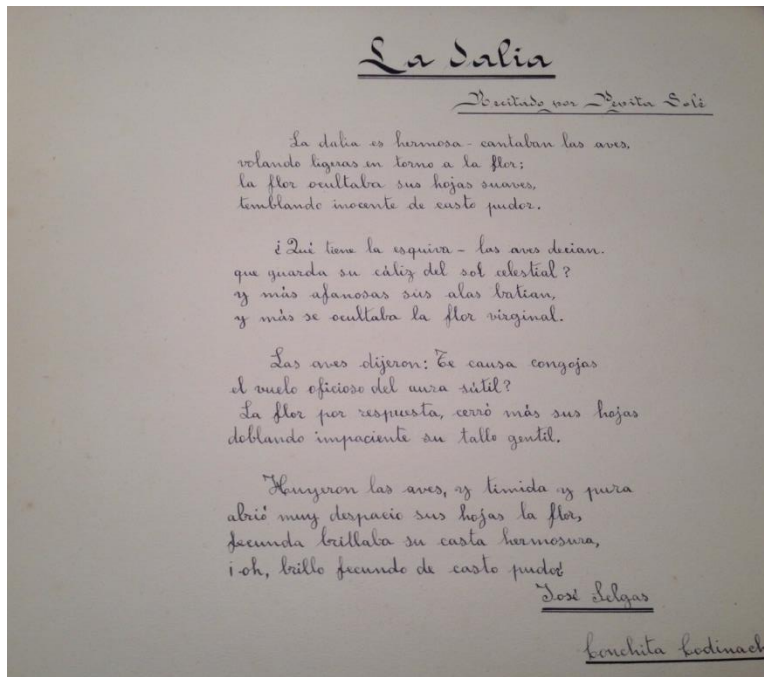 La Dalia
Recitado por Pepita Solé
La dalia es hermosa - cantaban las aves,
volando ligeras en torno a la flor;
la flor ocultaba sus hojas suaves,
temblando inocente de casto pudor.
¿Qué tiene la esquiva - las aves decian.
que guarda su cáliz del sol celestial?
y más afanosas sus alas batian,
y más se ocultaba la flor virginal.
Las aves dijeron: Te causa congojas
el vuelo oficioso del aura sútil?
La flor por respuesta, cerró más sus hojas
doblando impaciente su tallo gentil.
Huyeron las aves, y timida y pura
abrió muy despacio sus hojas la flor,
fecunda brillaba su casta hermosura,
¡oh, brillo fecundo de casto pudor!
José Selgas
Conchita Codinach